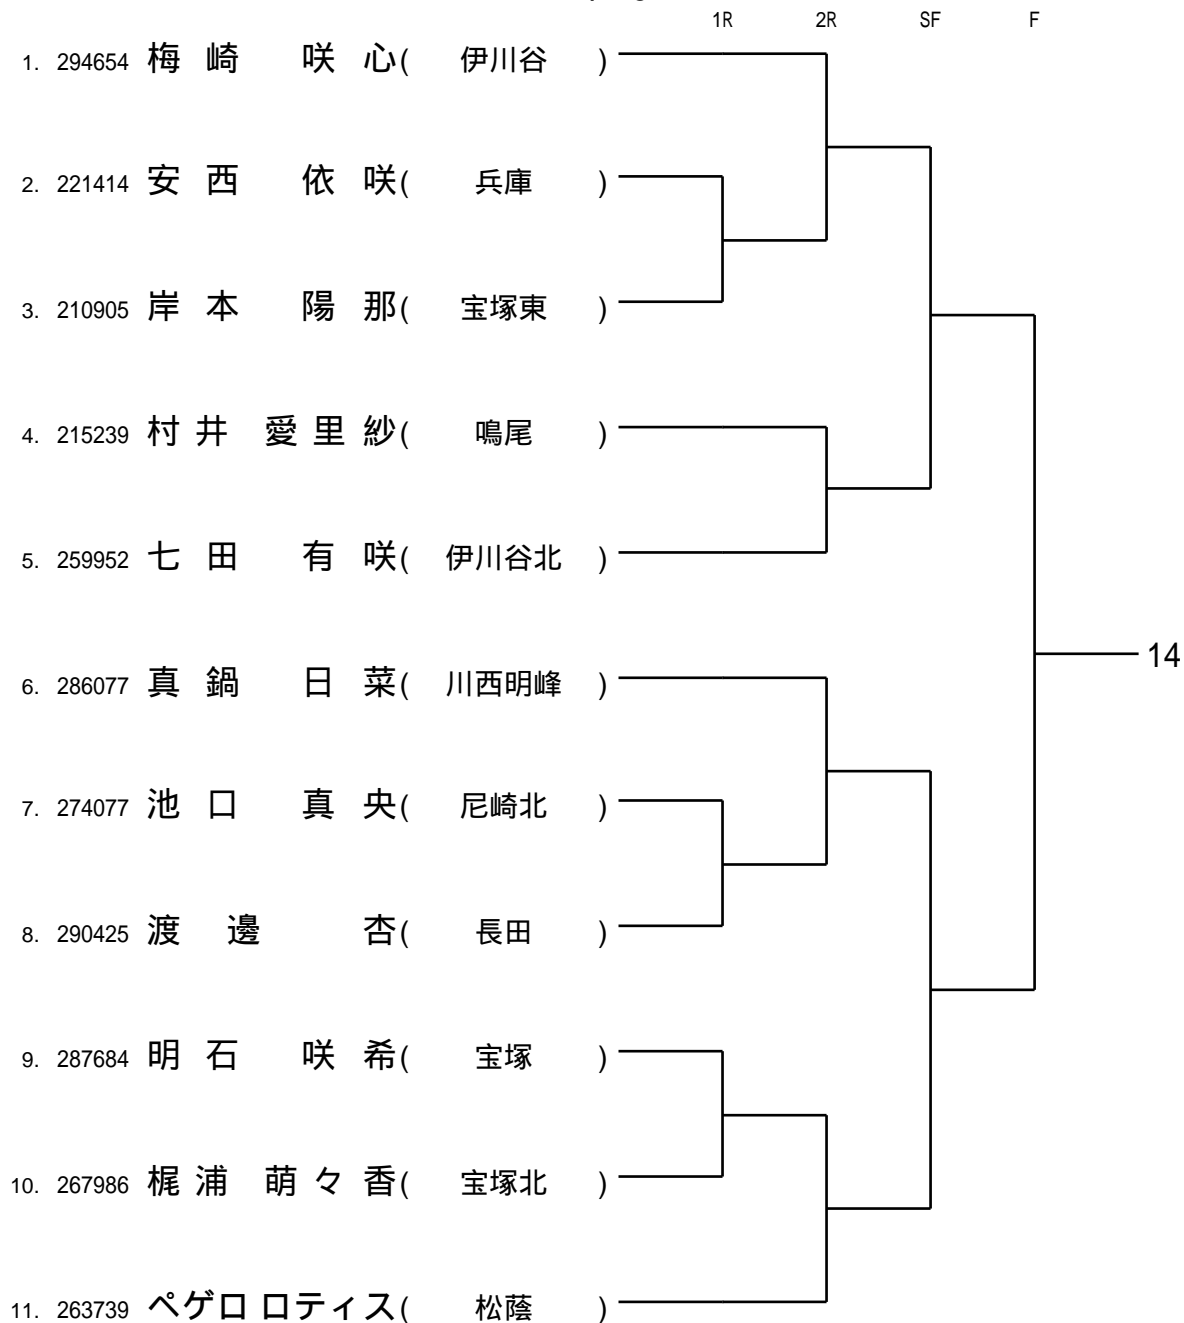 1R 2R SF F
1. 294654 梅崎 咲心( 伊川谷 )
2. 221414 安西 依咲( 兵庫 )
3. 210905 岸本 陽那( 宝塚東 )
4. 215239 村井 愛里紗( 鳴尾 )
5. 259952 七田 有咲( 伊川谷北 )
14
6. 286077 真鍋 日菜( 川西明峰 )
7. 274077 池口 真央( 尼崎北 )
8. 290425 渡邊 杏( 長田 )
9. 287684 明石 咲希( 宝塚 )
10. 267986 梶浦 萌々香( 宝塚北 )
11. 263739 ペゲロ ロティス( 松蔭 )